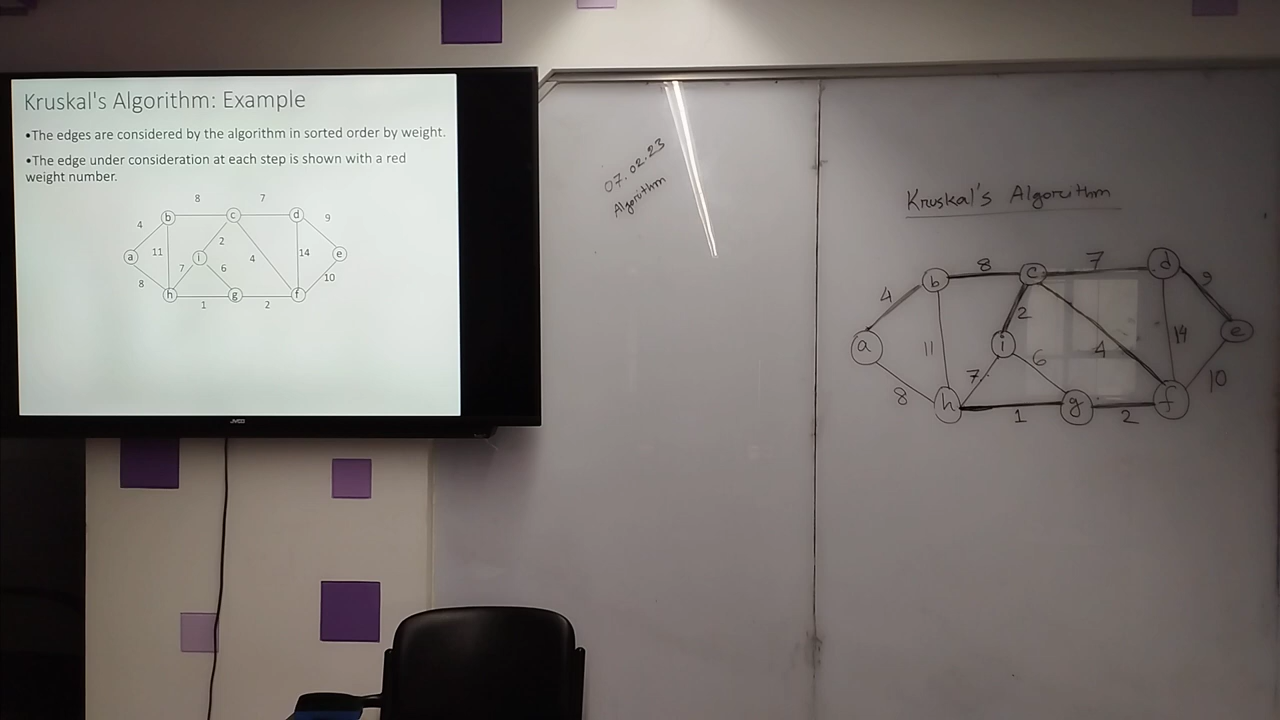 Kruskal's Algorithm: Example
•The edges are considered by the algorithm in sorted order by weight.
•The edge under consideration at each step is shown with a red
weight number.
8 7
b c d
4 9
2
a 11 i 4 14 e
7 6
8 10
h g f
1 2
JVCO
07.02.23
Algorithm
Kruskal's Algorithm
8 7
b c d
4 9
2
a 11 i 6 4 14 e
7
8 10
h g f
1 2